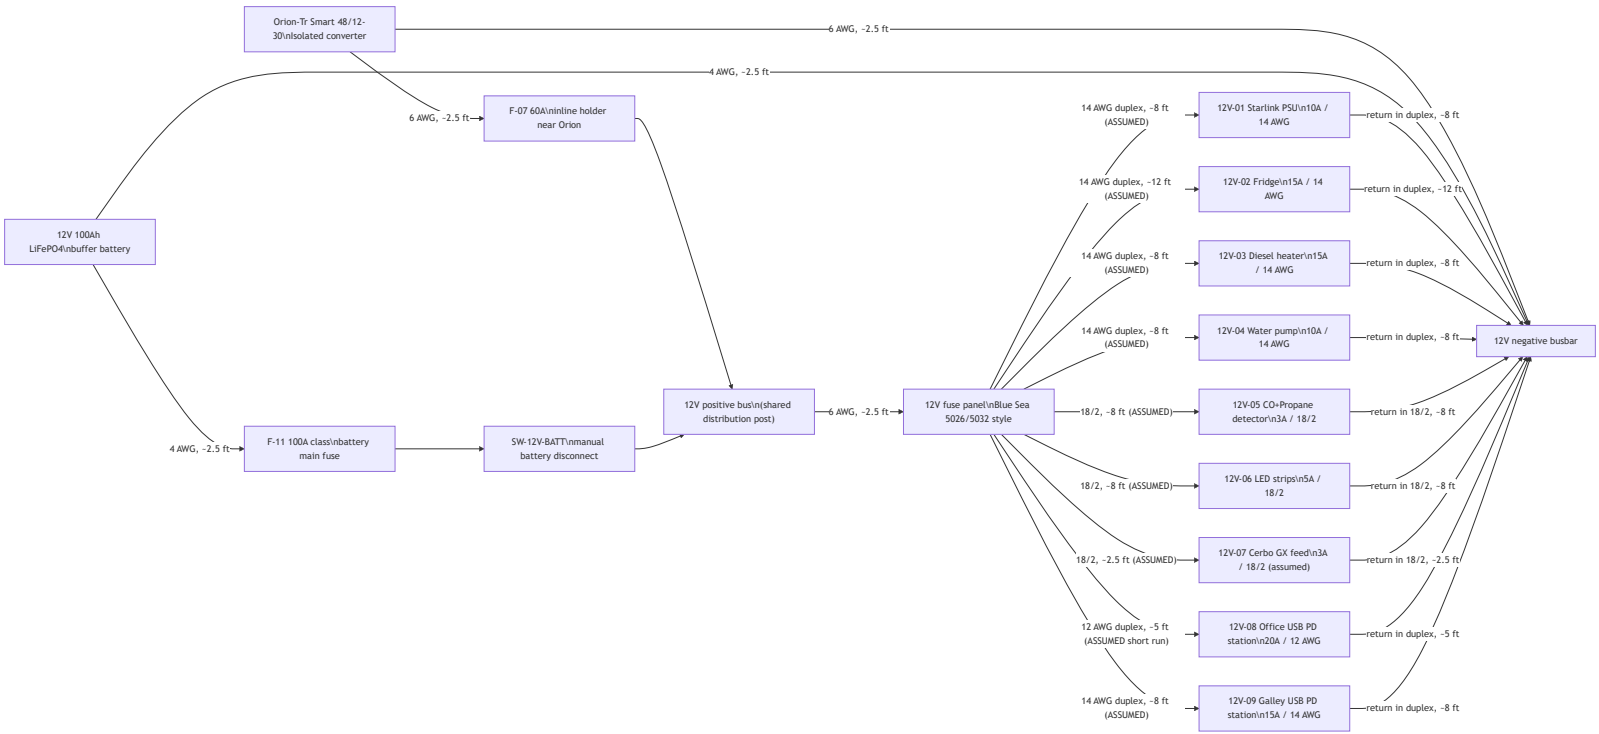 Orion-Tr Smart 48/12-
30\nIsolated converter
6 AWG, ~2.5 ft
4 AWG, ~2.5 ft
6 AWG, ~2.5 ft
F-07 60A\ninline holder
near Orion
12V 100Ah
LiFePO4\nbuffer battery
4 AWG, ~2.5 ft
F-11 100A class\nbattery
main fuse
SW-12V-BATT\nmanual
battery disconnect
12V positive bus\n(shared
distribution post)
6 AWG, ~2.5 ft
12V fuse panel\nBlue Sea
5026/5032 style
14 AWG duplex, ~8 ft
(ASSUMED)
12V-01 Starlink PSU\n10A /
14 AWG
return in duplex, ~8 ft
14 AWG duplex, ~12 ft
(ASSUMED)
12V-02 Fridge\n15A / 14
AWG
return in duplex, ~12 ft
14 AWG duplex, ~8 ft
(ASSUMED)
12V-03 Diesel heater\n15A
/ 14 AWG
return in duplex, ~8 ft
14 AWG duplex, ~8 ft
(ASSUMED)
12V-04 Water pump\n10A /
14 AWG
return in duplex, ~8 ft
12V negative busbar
18/2, ~8 ft (ASSUMED)
12V-05 CO+Propane
detector\n3A / 18/2
return in 18/2, ~8 ft
18/2, ~8 ft (ASSUMED)
12V-06 LED strips\n5A /
18/2
return in 18/2, ~8 ft
18/2, ~2.5 ft (ASSUMED)
12V-07 Cerbo GX feed\n3A
/ 18/2 (assumed)
return in 18/2, ~2.5 ft
12 AWG duplex, ~5 ft
(ASSUMED short run)
12V-08 Office USB PD
station\n20A / 12 AWG
return in duplex, ~5 ft
14 AWG duplex, ~8 ft
(ASSUMED)
12V-09 Galley USB PD
station\n15A / 14 AWG
return in duplex, ~8 ft